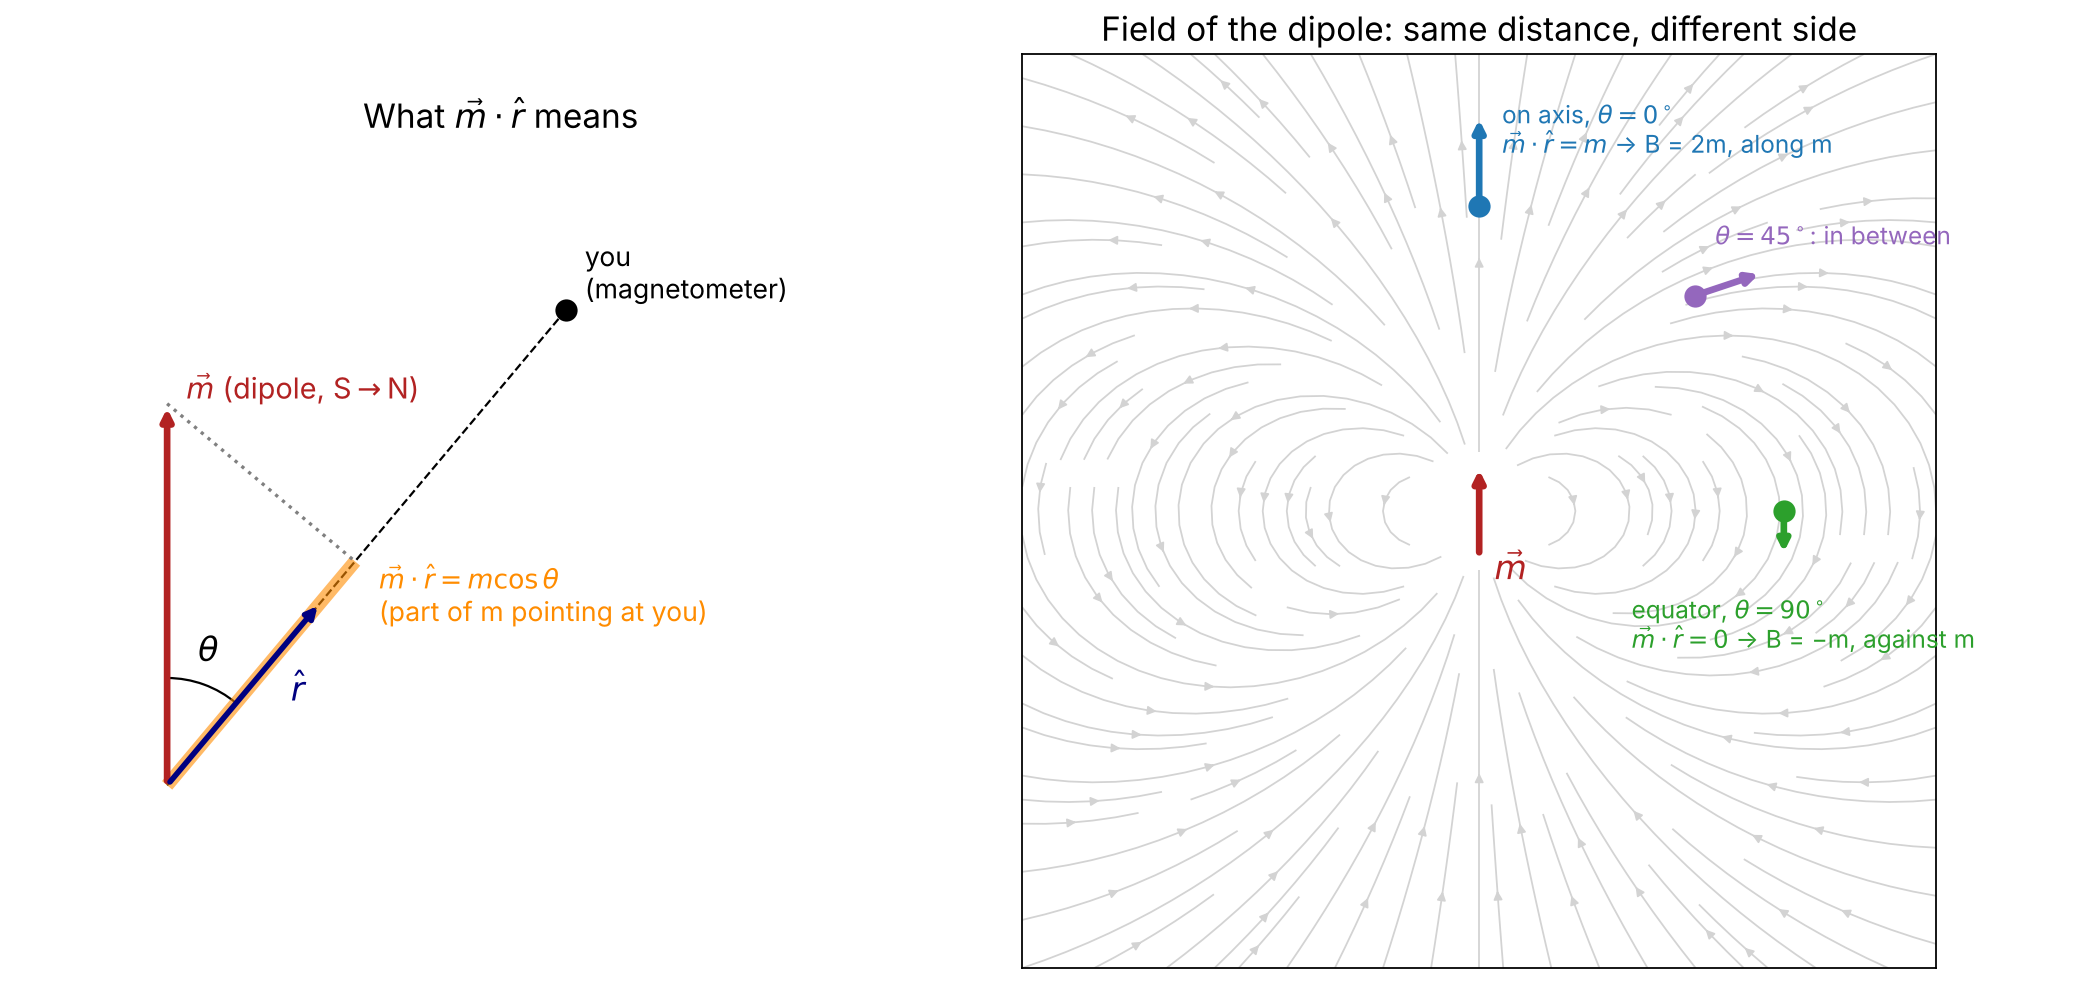 What m⃗ · r̂ means
you
(magnetometer)
m⃗ (dipole, S → N)
m⃗ · r̂ = mcos θ
(part of m pointing at you)
θ
r̂
Field of the dipole: same distance, different side
on axis, θ = 0°
m⃗ · r̂ = m → B = 2m, along m
θ = 45°: in between
m⃗
equator, θ = 90°
m⃗ · r̂ = 0 → B = −m, against m